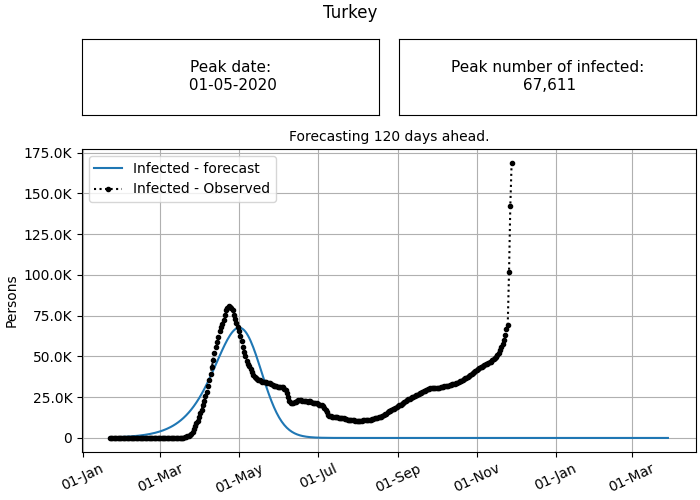 Turkey
Peak date:
01-05-2020
Peak number of infected:
67,611
Forecasting 120 days ahead.
175.0K
150.0K
125.0K
100.0K
75.0K
50.0K
25.0K
0
Persons
Infected - forecast
Infected - Observed
01-Jan
01-Mar
01-May
01-Jul
01-Sep
01-Nov
01-Jan
01-Mar